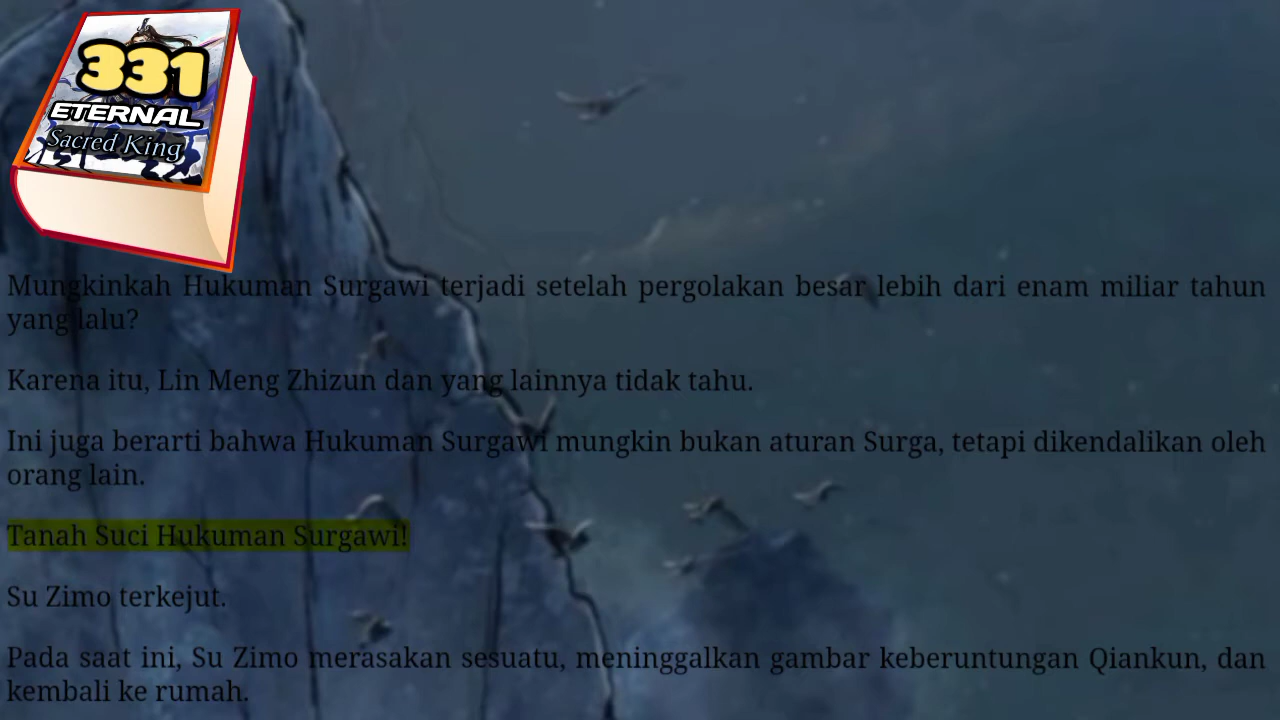 331
ETERNAL
Sacred King
Mungkinkah Hukuman Surgawi terjadi setelah pergolakan besar lebih dari enam miliar tahun
yang lalu?
Karena itu, Lin Meng Zhizun dan yang lainnya tidak tahu.
Ini juga berarti bahwa Hukuman Surgawi mungkin bukan aturan Surga, tetapi dikendalikan oleh
orang lain.
Tanah Suci Hukuman Surgawi!
Su Zimo terkejut.
Pada saat ini, Su Zimo merasakan sesuatu, meninggalkan gambar keberuntungan Qiankun, dan
kembali ke rumah.